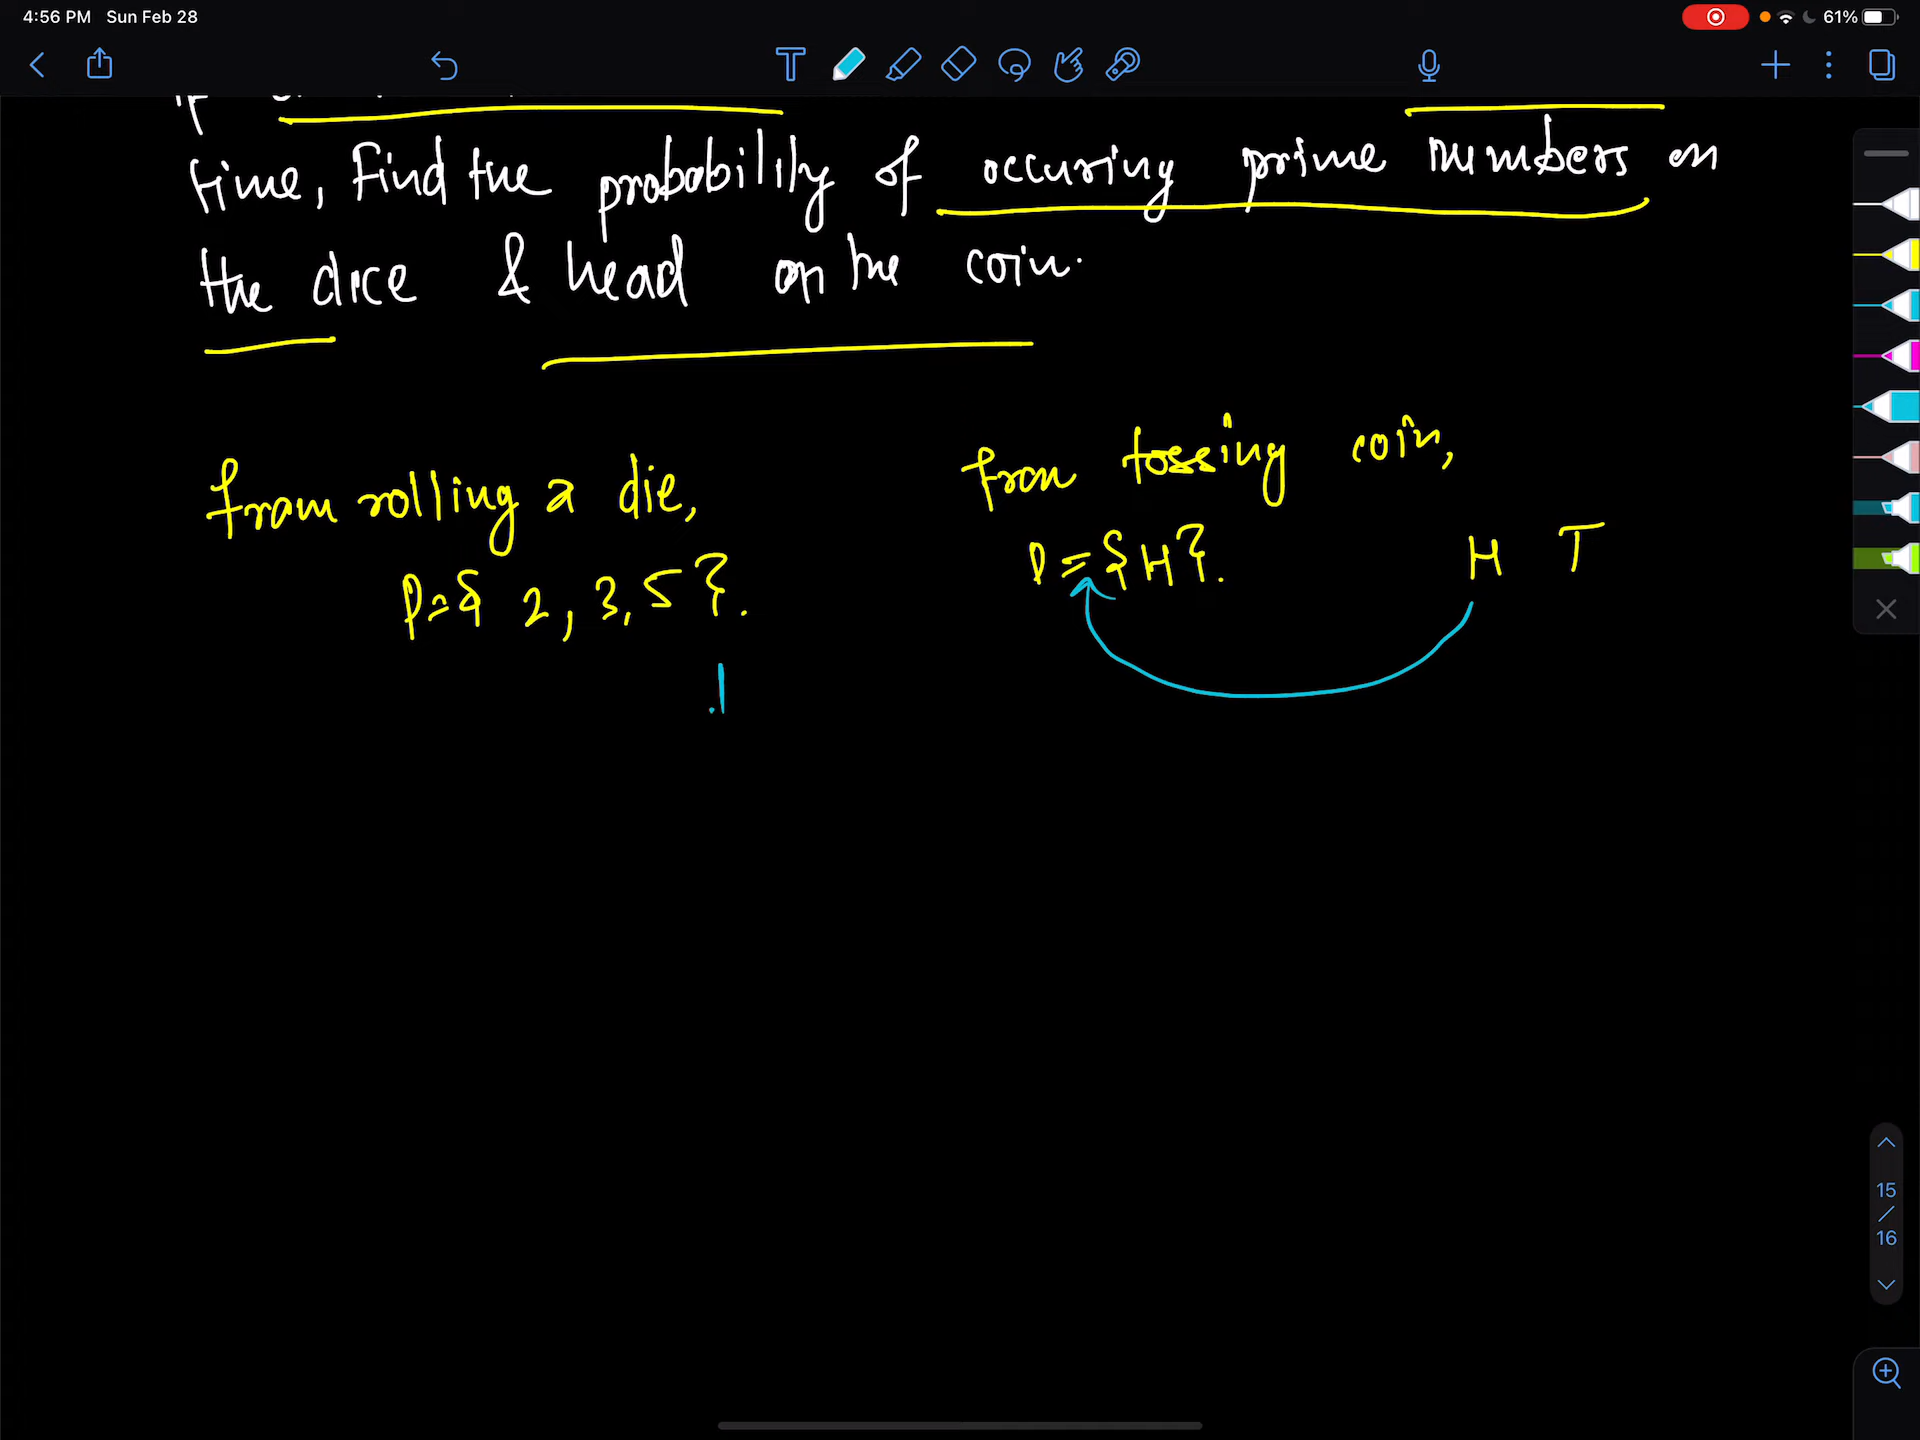 4:56 PM Sun Feb 28
61%
time, Find the probability of occuring prime numbers on
the dice & head on the coin.
from rolling a die,
from tossing coin,
P = { 2, 3, 5 }.
P = { H }.
H T
15
/
16